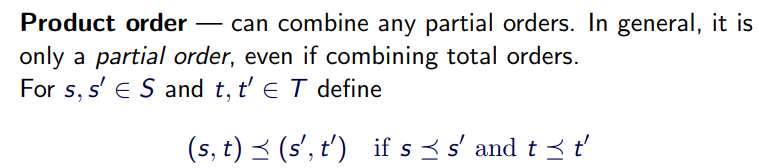 Product order — can combine any partial orders. In general, it is
only a partial order, even if combining total orders.
For s, s′ ∈ S and t, t′ ∈ T define
(s, t) ⪯ (s′, t′) if s ⪯ s′ and t ⪯ t′